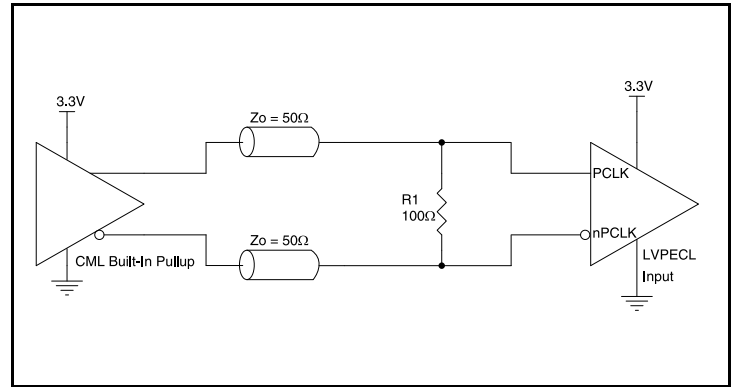 3.3V
Zo = 50Ω
3.3V
PCLK
R1
100Ω
Zo = 50Ω
nPCLK
CML Built-In Pullup
LVPECL
Input